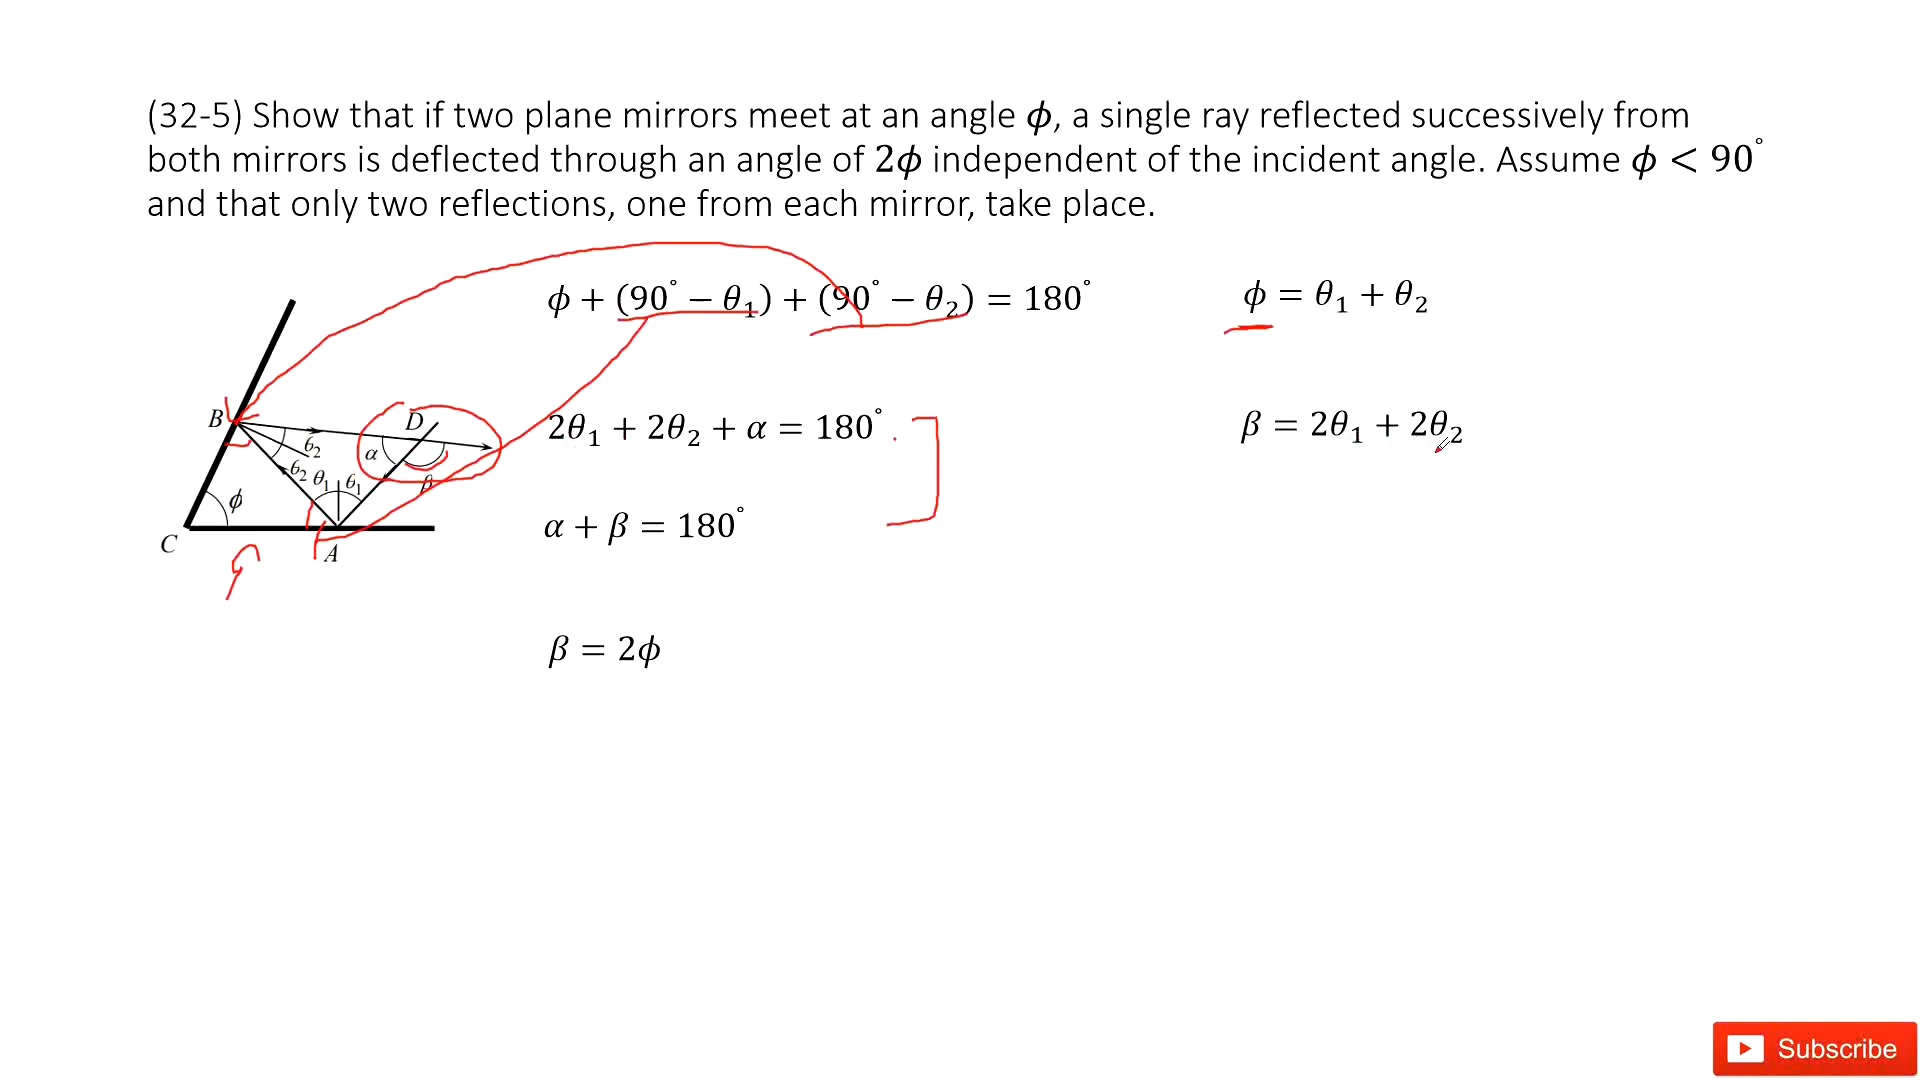 (32-5) Show that if two plane mirrors meet at an angle ϕ, a single ray reflected successively from
both mirrors is deflected through an angle of 2ϕ independent of the incident angle. Assume ϕ < 90°
and that only two reflections, one from each mirror, take place.
ϕ + (90° − θ₁) + (90° − θ₂) = 180°
ϕ = θ₁ + θ₂
2θ₁ + 2θ₂ + α = 180°
β = 2θ₁ + 2θ₂
α + β = 180°
β = 2ϕ
B
D
θ₂
α
θ₂ θ₁ θ₁
β
ϕ
C
A
Subscribe